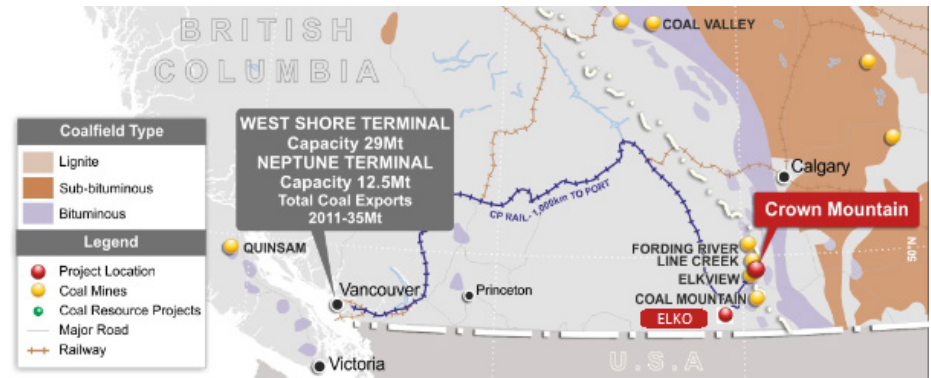 BRITISH
COLUMBIA
COAL VALLEY
WEST SHORE TERMINAL
Capacity 29Mt
NEPTUNE TERMINAL
Capacity 12.5Mt
Total Coal Exports
2011-35Mt
Coalfield Type
Lignite
Sub-bituminous
Bituminous
Legend
Project Location
Coal Mines
Coal Resource Projects
Major Road
Railway
CP RAIL - 1,000km TO PORT
Calgary
Crown Mountain
QUINSAM
FORDING RIVER
LINE CREEK
ELKVIEW
COAL MOUNTAIN
50°N
Vancouver
Princeton
ELKO
Victoria
U.S.A